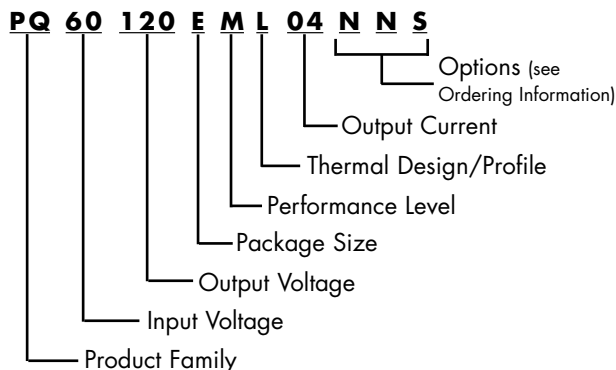 PQ 60 120 E M L 04 N N S
Options (see
Ordering Information)
Output Current
Thermal Design/Profile
Performance Level
Package Size
Output Voltage
Input Voltage
Product Family